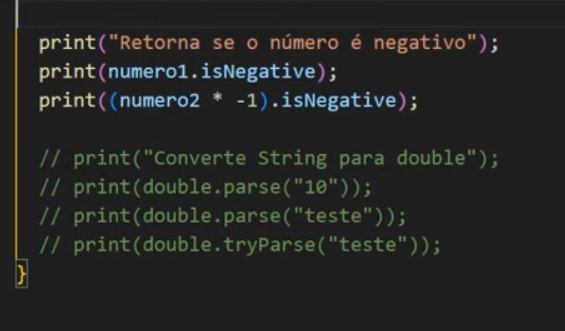 print("Retorna se o número é negativo");
print(numero1.isNegative);
print((numero2 * -1).isNegative);
// print("Converte String para double");
// print(double.parse("10"));
// print(double.parse("teste"));
// print(double.tryParse("teste"));
}